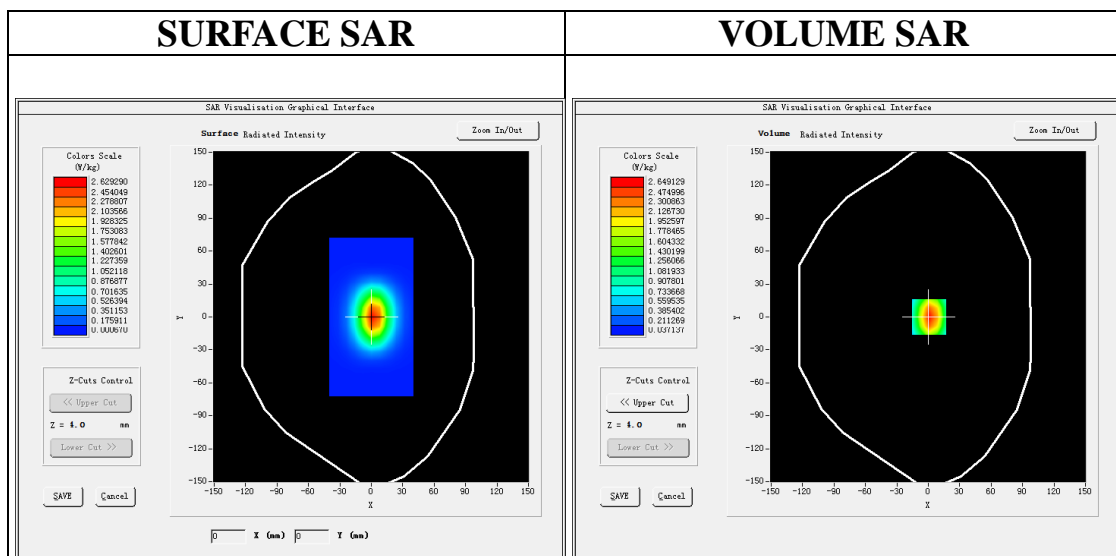 SURFACE SAR
VOLUME SAR
SAR Visualisation Graphical Interface
Surface Radiated Intensity
Zoom In/Out
Colors Scale
(W/kg)
2.629290
2.454049
2.278807
2.103566
1.928325
1.753083
1.577842
1.402601
1.227359
1.052118
0.876877
0.701635
0.526394
0.351153
0.175911
0.000670
Z-Cuts Control
<< Upper Cut
Z = 4.0 mm
Lower Cut >>
SAVE Cancel
150
120
90
60
30
0
-30
-60
-90
-120
-150
Y
-150 -120 -90 -60 -30 0 30 60 90 120 150
X
0 X (mm) 0 Y (mm)
SAR Visualisation Graphical Interface
Volume Radiated Intensity
Zoom In/Out
Colors Scale
(W/kg)
2.649129
2.474996
2.300863
2.126730
1.952597
1.778465
1.604332
1.430199
1.256066
1.081933
0.907801
0.733668
0.559535
0.385402
0.211269
0.037137
Z-Cuts Control
<< Upper Cut
Z = 4.0 mm
Lower Cut >>
SAVE Cancel
150
120
90
60
30
0
-30
-60
-90
-120
-150
Y
-150 -120 -90 -60 -30 0 30 60 90 120 150
X